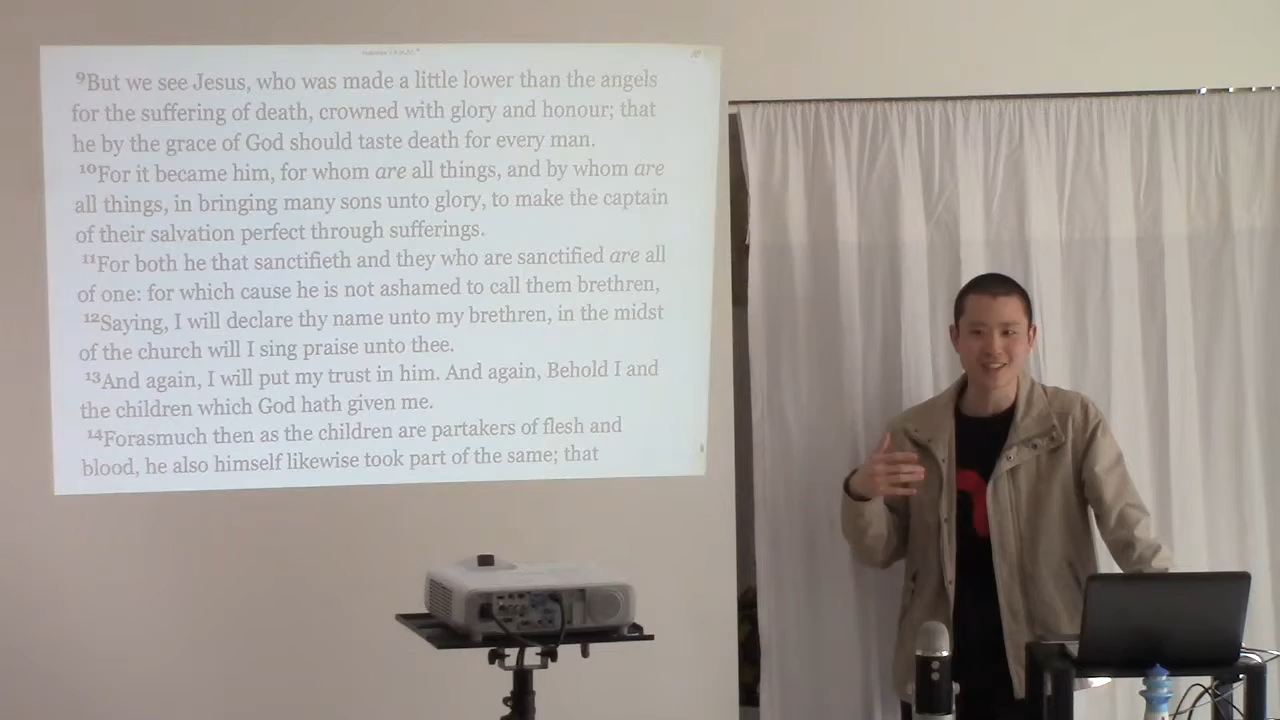 ⁹But we see Jesus, who was made a little lower than the angels
for the suffering of death, crowned with glory and honour; that
he by the grace of God should taste death for every man.
¹⁰For it became him, for whom are all things, and by whom are
all things, in bringing many sons unto glory, to make the captain
of their salvation perfect through sufferings.
¹¹For both he that sanctifieth and they who are sanctified are all
of one: for which cause he is not ashamed to call them brethren,
¹²Saying, I will declare thy name unto my brethren, in the midst
of the church will I sing praise unto thee.
¹³And again, I will put my trust in him. And again, Behold I and
the children which God hath given me.
¹⁴Forasmuch then as the children are partakers of flesh and
blood, he also himself likewise took part of the same; that